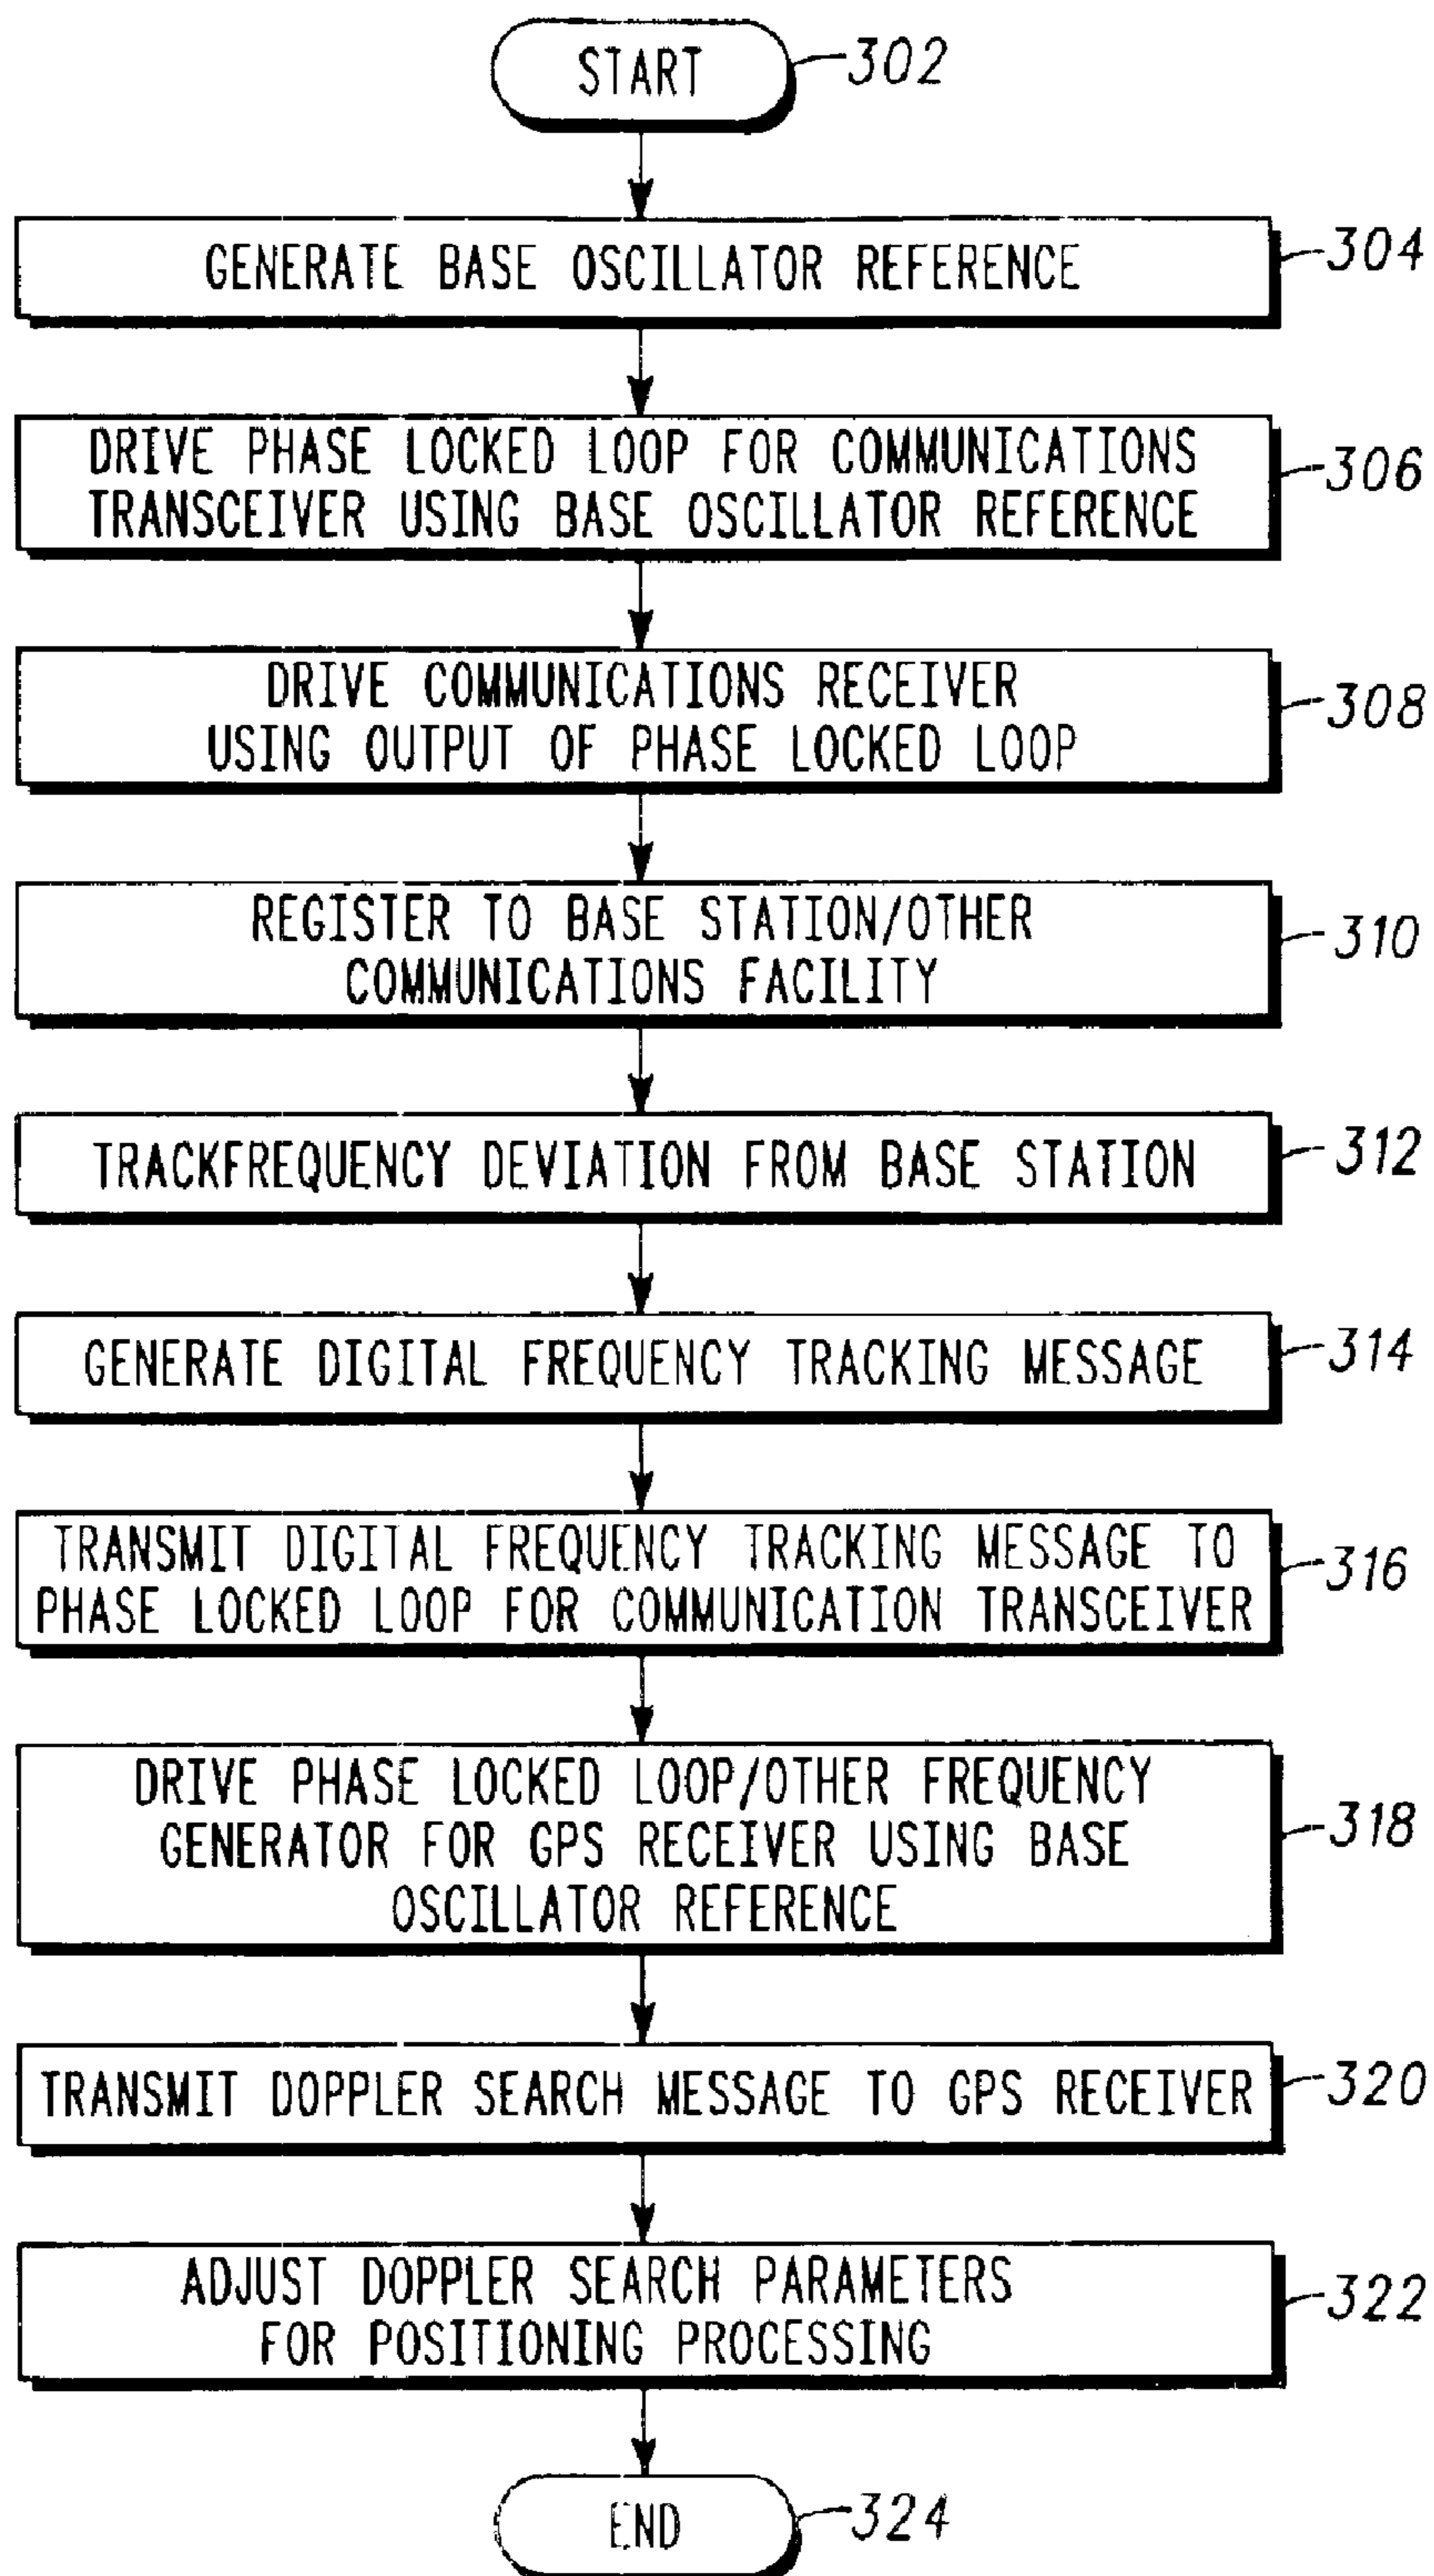 START
302
GENERATE BASE OSCILLATOR REFERENCE
304
DRIVE PHASE LOCKED LOOP FOR COMMUNICATIONS
TRANSCEIVER USING BASE OSCILLATOR REFERENCE
306
DRIVE COMMUNICATIONS RECEIVER
USING OUTPUT OF PHASE LOCKED LOOP
308
REGISTER TO BASE STATION/OTHER
COMMUNICATIONS FACILITY
310
TRACKFREQUENCY DEVIATION FROM BASE STATION
312
GENERATE DIGITAL FREQUENCY TRACKING MESSAGE
314
TRANSMIT DIGITAL FREQUENCY TRACKING MESSAGE TO
PHASE LOCKED LOOP FOR COMMUNICATION TRANSCEIVER
316
DRIVE PHASE LOCKED LOOP/OTHER FREQUENCY
GENERATOR FOR GPS RECEIVER USING BASE
OSCILLATOR REFERENCE
318
TRANSMIT DOPPLER SEARCH MESSAGE TO GPS RECEIVER
320
ADJUST DOPPLER SEARCH PARAMETERS
FOR POSITIONING PROCESSING
322
END
324